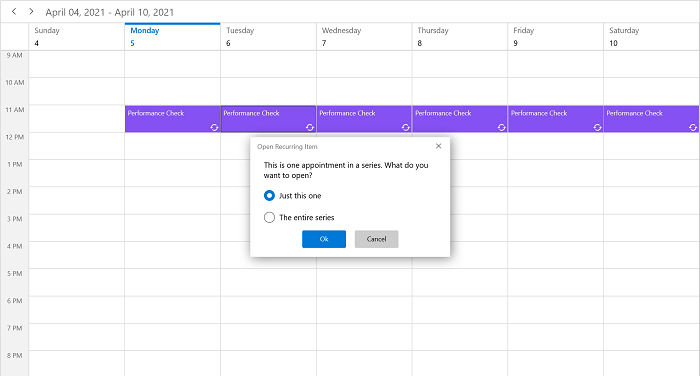 April 04, 2021 - April 10, 2021
Sunday Monday Tuesday Wednesday Thursday Friday Saturday
4 5 6 7 8 9 10
9 AM
10 AM
11 AM
Performance Check Performance Check Performance Check Performance Check Performance Check Performance Check
12 PM
Open Recurring Item
1 PM
This is one appointment in a series. What do you
want to open?
2 PM
Just this one
3 PM
The entire series
4 PM
Ok Cancel
5 PM
6 PM
7 PM
8 PM